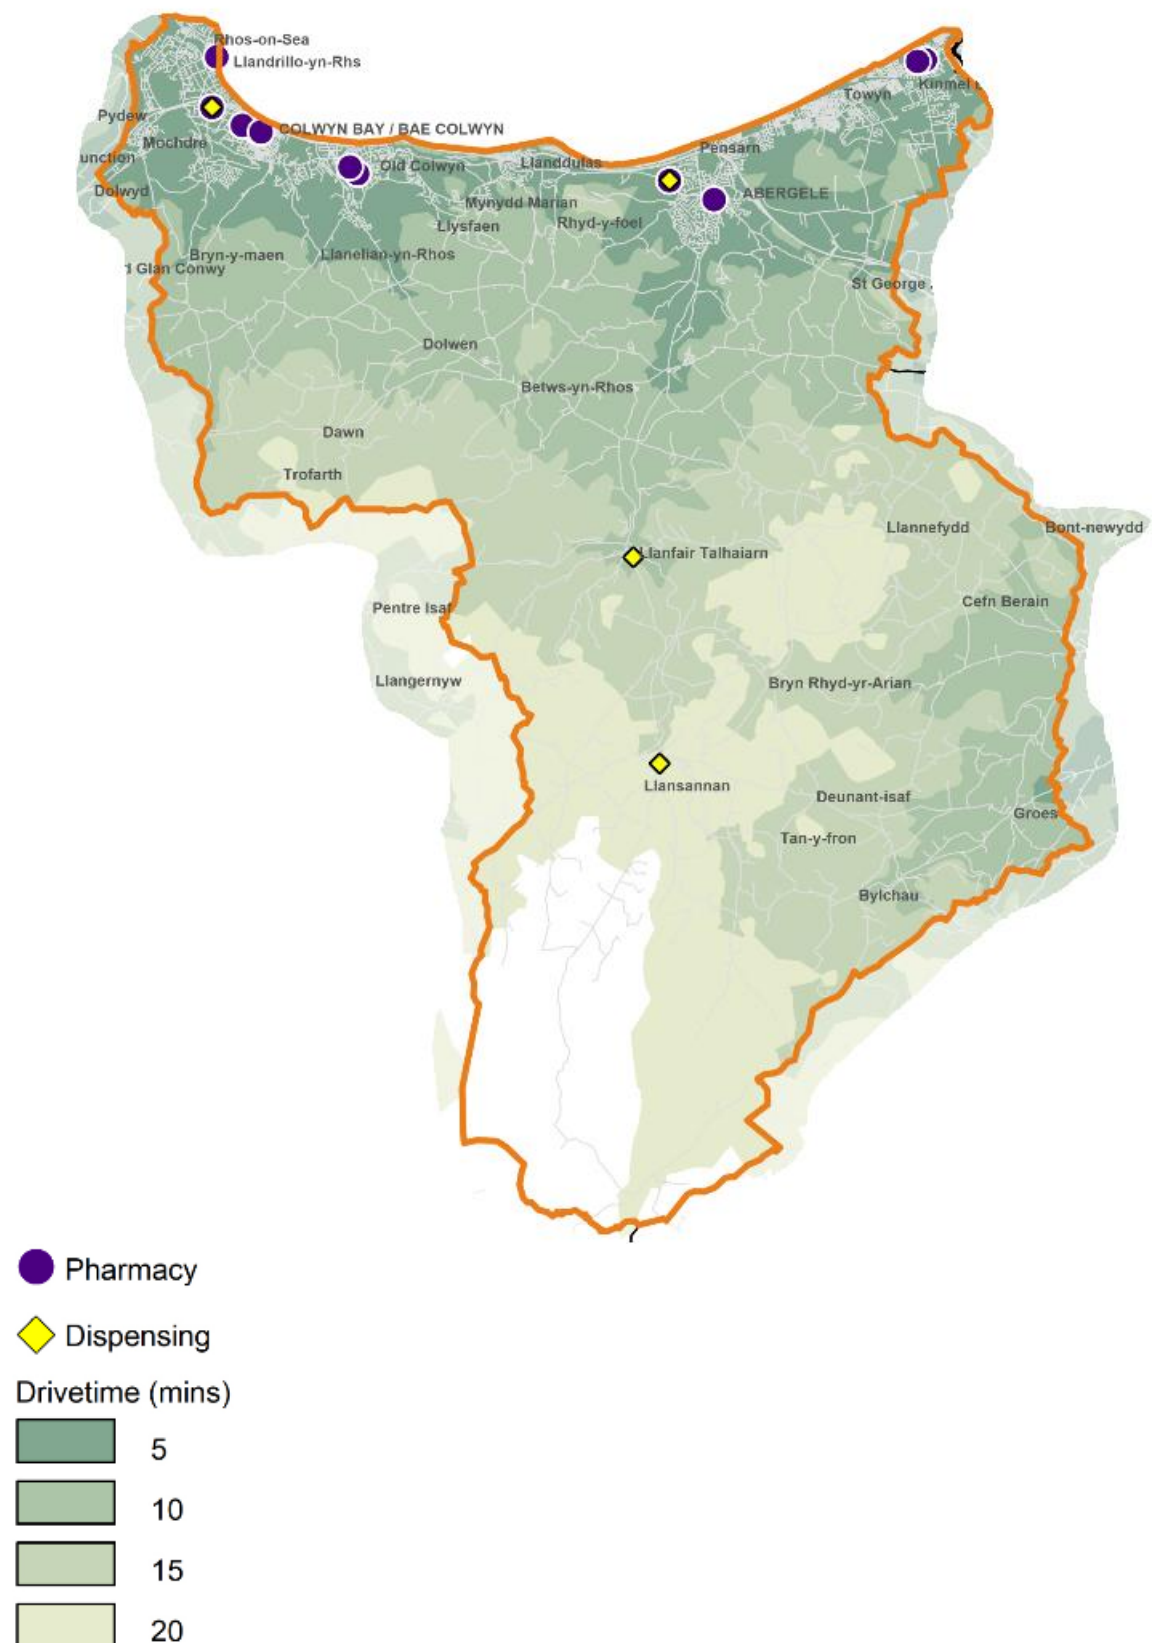 Rhos-on-Sea
Llandrillo-yn-Rhs
Towyn
Kinmel
Pydew
COLWYN BAY / BAE COLWYN
Mochdre
Pensarn
unction
Old Colwyn
Llanddulas
Dolwyd
ABERGELE
Mynydd Marian
Llysfaen
Rhyd-y-foel
Bryn-y-maen
Llanelian-yn-Rhos
Glan Conwy
St George
Dolwen
Betws-yn-Rhos
Dawn
Trofarth
Llannefydd
Bont-newydd
Llanfair Talhaiarn
Cefn Berain
Pentre Isaf
Llangernyw
Bryn Rhyd-yr-Arian
Llansannan
Deunant-isaf
Groes
Tan-y-fron
Bylchau
Pharmacy
Dispensing
Drivetime (mins)
5
10
15
20